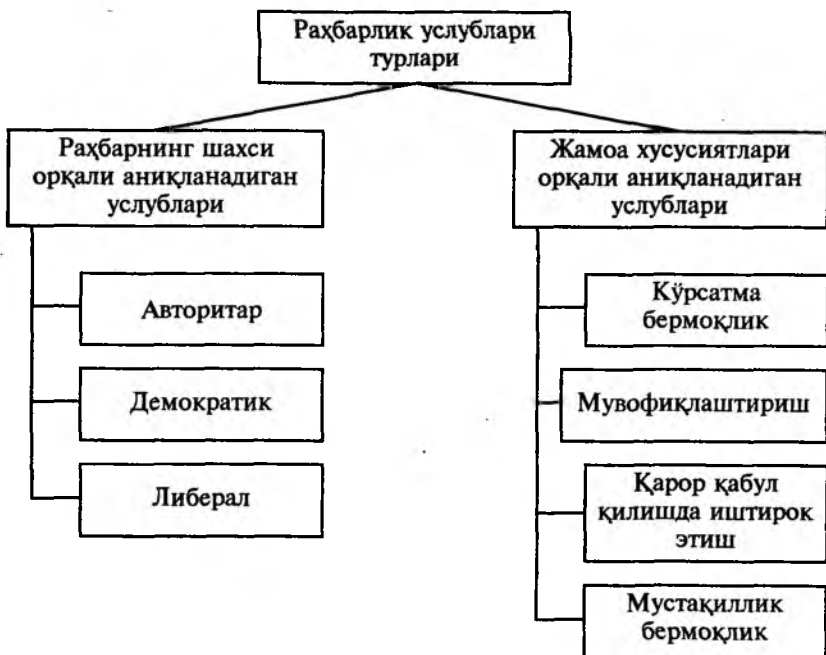 Раҳбарлик услублари
турлари
Раҳбарнинг шахси
орқали аниқланадиган
услублари
Авторитар
Демократик
Либерал
Жамоа хусусиятлари
орқали аниқланадиган
услублари
Кўрсатма
бермоқлик
Мувофиқлаштириш
Қарор қабул
қилишда иштирок
этиш
Мустақиллик
бермоқлик